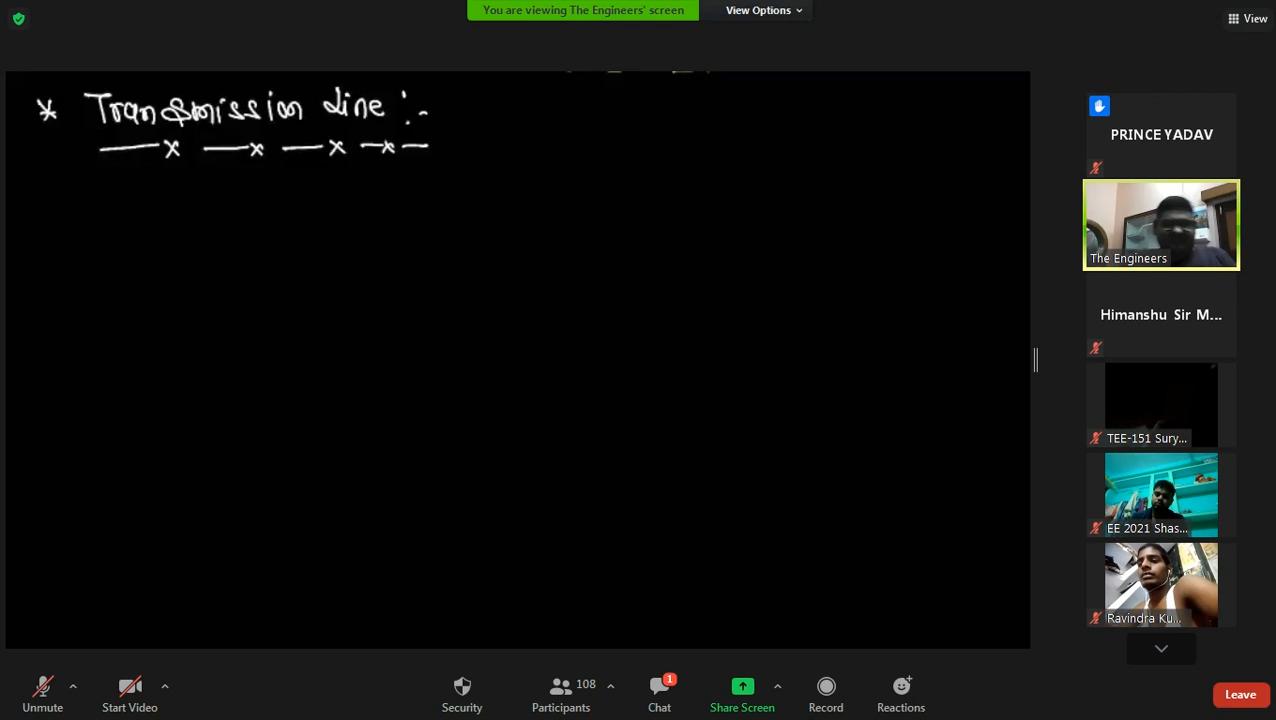 You are viewing The Engineers' screen
View Options
View
* Transmission Line :-
PRINCE YADAV
The Engineers
Himanshu Sir M...
TEE-151 Sury...
EE 2021 Shas...
Ravindra Ku...
Unmute
Start Video
Security
108
Participants
1
Chat
Share Screen
Record
Reactions
Leave